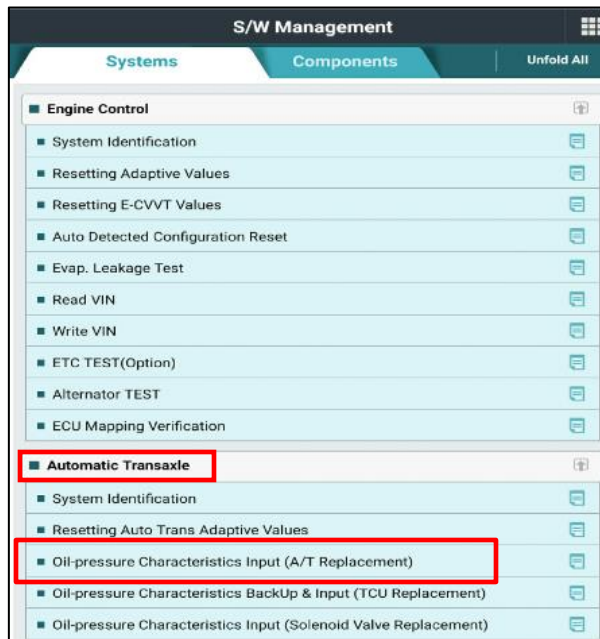 S/W Management
Systems
Components
Unfold All
Engine Control
System Identification
Resetting Adaptive Values
Resetting E-CVVT Values
Auto Detected Configuration Reset
Evap. Leakage Test
Read VIN
Write VIN
ETC TEST(Option)
Alternator TEST
ECU Mapping Verification
Automatic Transaxle
System Identification
Resetting Auto Trans Adaptive Values
Oil-pressure Characteristics Input (A/T Replacement)
Oil-pressure Characteristics BackUp & Input (TCU Replacement)
Oil-pressure Characteristics Input (Solenoid Valve Replacement)